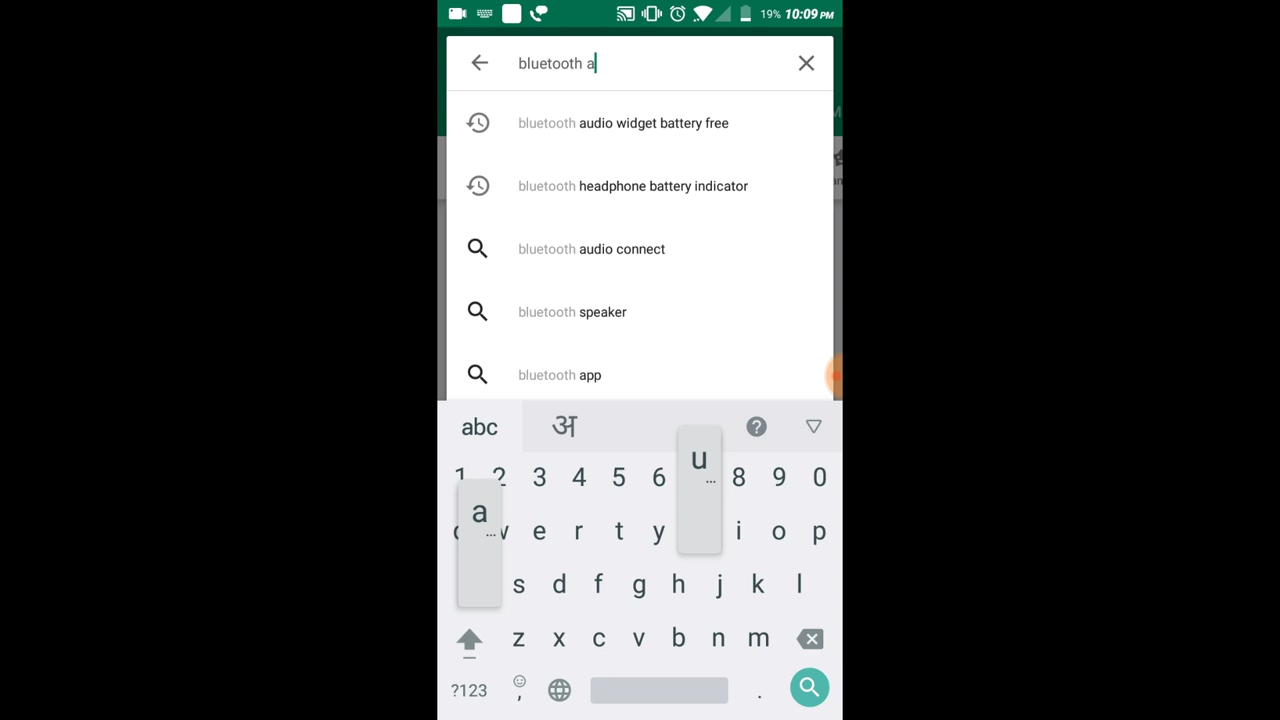 19% 10:09 PM
bluetooth a
bluetooth audio widget battery free
bluetooth headphone battery indicator
bluetooth audio connect
bluetooth speaker
bluetooth app
abc अ ?
1 2 3 4 5 6 8 9 0
u
a
e r t y i o p
s d f g h j k l
z x c v b n m
?123 , .